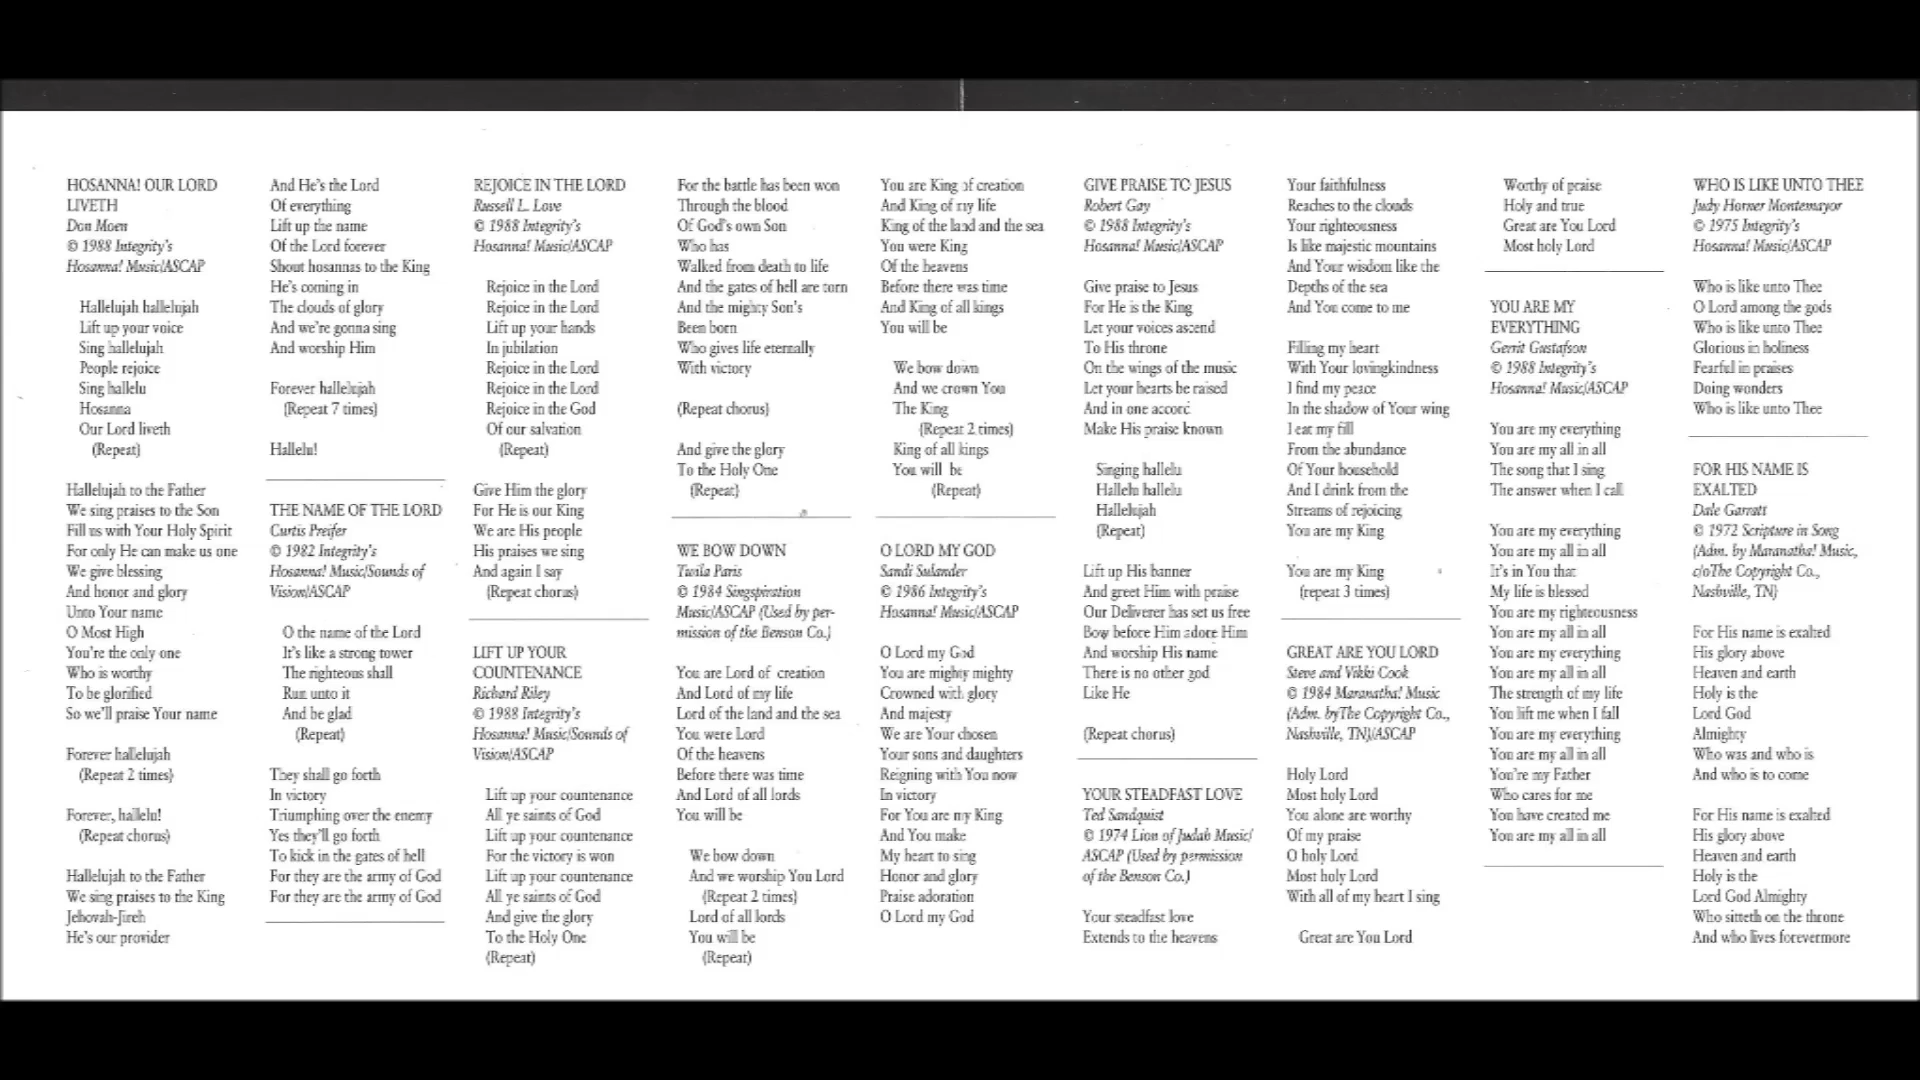 HOSANNA! OUR LORD
LIVETH
Don Moen
© 1988 Integrity's
Hosanna! Music/ASCAP
Hallelujah hallelujah
Lift up your voice
Sing hallelujah
People rejoice
Sing hallelu
Hosanna
Our Lord liveth
(Repeat)
Hallelujah to the Father
We sing praises to the Son
Fill us with Your Holy Spirit
For only He can make us one
We give blessing
And honor and glory
Unto Your name
O Most High
You're the only one
Who is worthy
To be glorified
So we'll praise Your name
Forever hallelujah
(Repeat 2 times)
Forever, hallelu!
(Repeat chorus)
Hallelujah to the Father
We sing praises to the King
Jehovah-Jireh
He's our provider
And He's the Lord
Of everything
Lift up the name
Of the Lord forever
Shout hosannas to the King
He's coming in
The clouds of glory
And we're gonna sing
And worship Him
Forever hallelujah
(Repeat 7 times)
Hallelu!
THE NAME OF THE LORD
Curtis Preifer
© 1982 Integrity's
Hosanna! Music/Sounds of
Vision/ASCAP
O the name of the Lord
It's like a strong tower
The righteous shall
Run unto it
And be glad
(Repeat)
They shall go forth
In victory
Triumphing over the enemy
Yes they'll go forth
To kick in the gates of hell
For they are the army of God
For they are the army of God
REJOICE IN THE LORD
Russell L. Love
© 1988 Integrity's
Hosanna! Music/ASCAP
Rejoice in the Lord
Rejoice in the Lord
Lift up your hands
In jubilation
Rejoice in the Lord
Rejoice in the Lord
Rejoice in the God
Of our salvation
(Repeat)
Give Him the glory
For He is our King
We are His people
His praises we sing
And again I say
(Repeat chorus)
LIFT UP YOUR
COUNTENANCE
Richard Riley
© 1988 Integrity's
Hosanna! Music/Sounds of
Vision/ASCAP
Lift up your countenance
All ye saints of God
Lift up your countenance
For the victory is won
Lift up your countenance
All ye saints of God
And give the glory
To the Holy One
(Repeat)
For the battle has been won
Through the blood
Of God's own Son
Who has
Walked from death to life
And the gates of hell are torn
And the mighty Son's
Been born
Who gives life eternally
With victory
(Repeat chorus)
And give the glory
To the Holy One
(Repeat)
WE BOW DOWN
Twila Paris
© 1984 Singspiration
Music/ASCAP (Used by per-
mission of the Benson Co.)
You are Lord of creation
And Lord of my life
Lord of the land and the sea
You were Lord
Of the heavens
Before there was time
And Lord of all lords
You will be
We bow down
And we worship You Lord
(Repeat 2 times)
Lord of all lords
You will be
(Repeat)
You are King of creation
And King of my life
King of the land and the sea
You were King
Of the heavens
Before there was time
And King of all kings
You will be
We bow down
And we crown You
The King
(Repeat 2 times)
King of all kings
You will be
(Repeat)
O LORD MY GOD
Sandi Sulander
© 1986 Integrity's
Hosanna! Music/ASCAP
O Lord my God
You are mighty mighty
Crowned with glory
And majesty
We are Your chosen
Your sons and daughters
Reigning with You now
In victory
For You are my King
And You make
My heart to sing
Honor and glory
Praise adoration
O Lord my God
GIVE PRAISE TO JESUS
Robert Gay
© 1988 Integrity's
Hosanna! Music/ASCAP
Give praise to Jesus
For He is the King
Let your voices ascend
To His throne
On the wings of the music
Let your hearts be raised
And in one accord
Make His praise known
Singing hallelu
Hallelu hallelu
Hallelujah
(Repeat)
Lift up His banner
And greet Him with praise
Our Deliverer has set us free
Bow before Him adore Him
And worship His name
There is no other god
Like He
(Repeat chorus)
YOUR STEADFAST LOVE
Ted Sandquist
© 1974 Lion of Judah Music/
ASCAP (Used by permission
of the Benson Co.)
Your steadfast love
Extends to the heavens
Your faithfulness
Reaches to the clouds
Your righteousness
Is like majestic mountains
And Your wisdom like the
Depths of the sea
And You come to me
Filling my heart
With Your lovingkindness
I find my peace
In the shadow of Your wing
I eat my fill
From the abundance
Of Your household
And I drink from the
Streams of rejoicing
You are my King
You are my King
(repeat 3 times)
GREAT ARE YOU LORD
Steve and Vikki Cook
© 1984 Maranatha! Music
(Adm. byThe Copyright Co.,
Nashville, TN)/ASCAP
Holy Lord
Most holy Lord
You alone are worthy
Of my praise
O holy Lord
Most holy Lord
With all of my heart I sing
Great are You Lord
Worthy of praise
Holy and true
Great are You Lord
Most holy Lord
YOU ARE MY
EVERYTHING
Gerrit Gustafson
© 1988 Integrity's
Hosanna! Music/ASCAP
You are my everything
You are my all in all
The song that I sing
The answer when I call
You are my everything
You are my all in all
It's in You that
My life is blessed
You are my righteousness
You are my all in all
You are my everything
You are my all in all
The strength of my life
You lift me when I fall
You are my everything
You are my all in all
You're my Father
Who cares for me
You have created me
You are my all in all
WHO IS LIKE UNTO THEE
Judy Horner Montemayor
© 1975 Integrity's
Hosanna! Music/ASCAP
Who is like unto Thee
O Lord among the gods
Who is like unto Thee
Glorious in holiness
Fearful in praises
Doing wonders
Who is like unto Thee
FOR HIS NAME IS
EXALTED
Dale Garratt
© 1972 Scripture in Song
(Adm. by Maranatha! Music,
c/oThe Copyright Co.,
Nashville, TN)
For His name is exalted
His glory above
Heaven and earth
Holy is the
Lord God
Almighty
Who was and who is
And who is to come
For His name is exalted
His glory above
Heaven and earth
Holy is the
Lord God Almighty
Who sitteth on the throne
And who lives forevermore